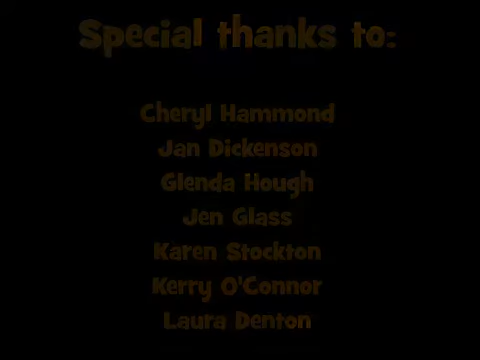 Special thanks to:
Cheryl Hammond
Jan Dickenson
Glenda Hough
Jen Glass
Karen Stockton
Kerry O'Connor
Laura Denton